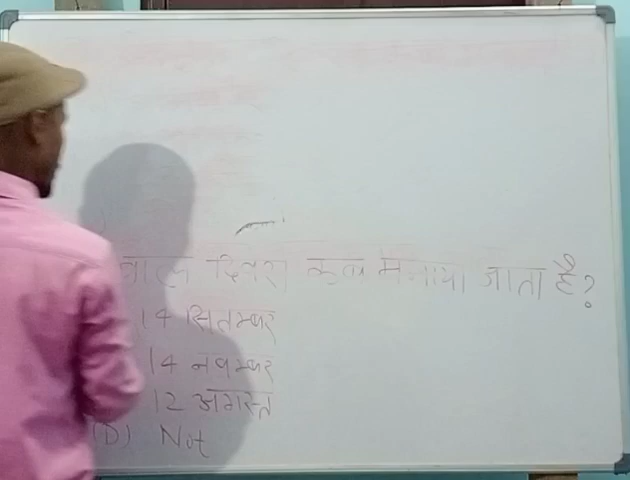 बाल दिवस कब मनाया जाता है?
14 सितम्बर
14 नवम्बर
12 अगस्त
(D) Not